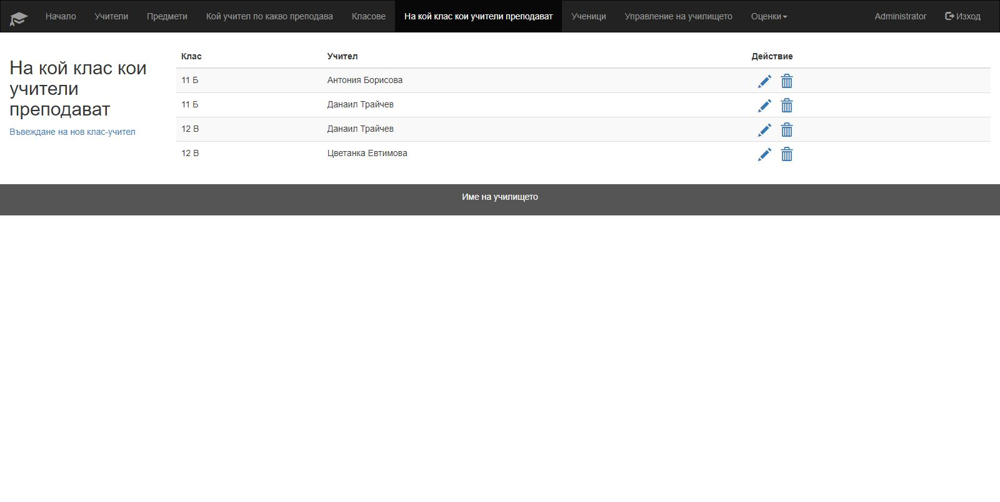 Начало Учители Предмети Кой учител по какво преподава Класове На кой клас кои учители преподават Ученици Управление на училището Оценки Administrator Изход
На кой клас кои
учители
преподават
Въвеждане на нов клас-учител
Клас Учител Действие
11 Б Антония Борисова
11 Б Данаил Трайчев
12 В Данаил Трайчев
12 В Цветанка Евтимова
Име на училището